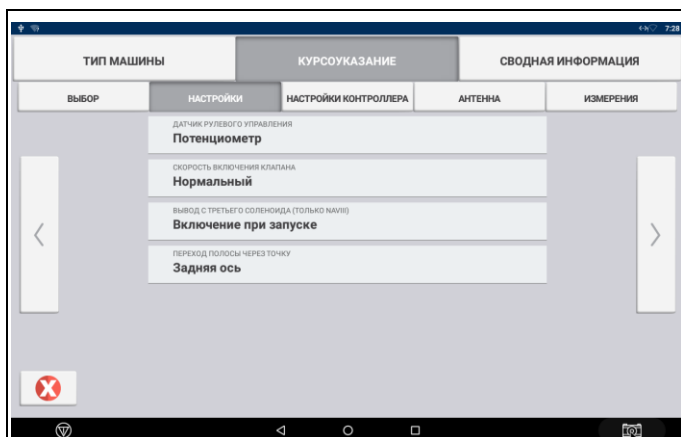 7:28
ТИП МАШИНЫ
КУРСОУКАЗАНИЕ
СВОДНАЯ ИНФОРМАЦИЯ
ВЫБОР
НАСТРОЙКИ
НАСТРОЙКИ КОНТРОЛЛЕРА
АНТЕННА
ИЗМЕРЕНИЯ
ДАТЧИК РУЛЕВОГО УПРАВЛЕНИЯ
Потенциометр
СКОРОСТЬ ВКЛЮЧЕНИЯ КЛАПАНА
Нормальный
ВЫВОД С ТРЕТЬЕГО СОЛЕНОИДА (ТОЛЬКО NAVIII)
Включение при запуске
ПЕРЕХОД ПОЛОСЫ ЧЕРЕЗ ТОЧКУ
Задняя ось